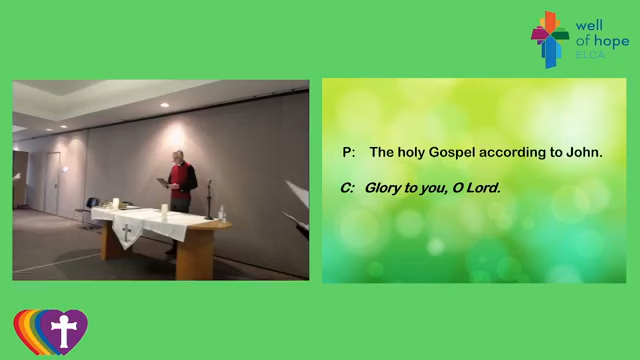 well
of hope
ELCA
P: The holy Gospel according to John.
C: Glory to you, O Lord.